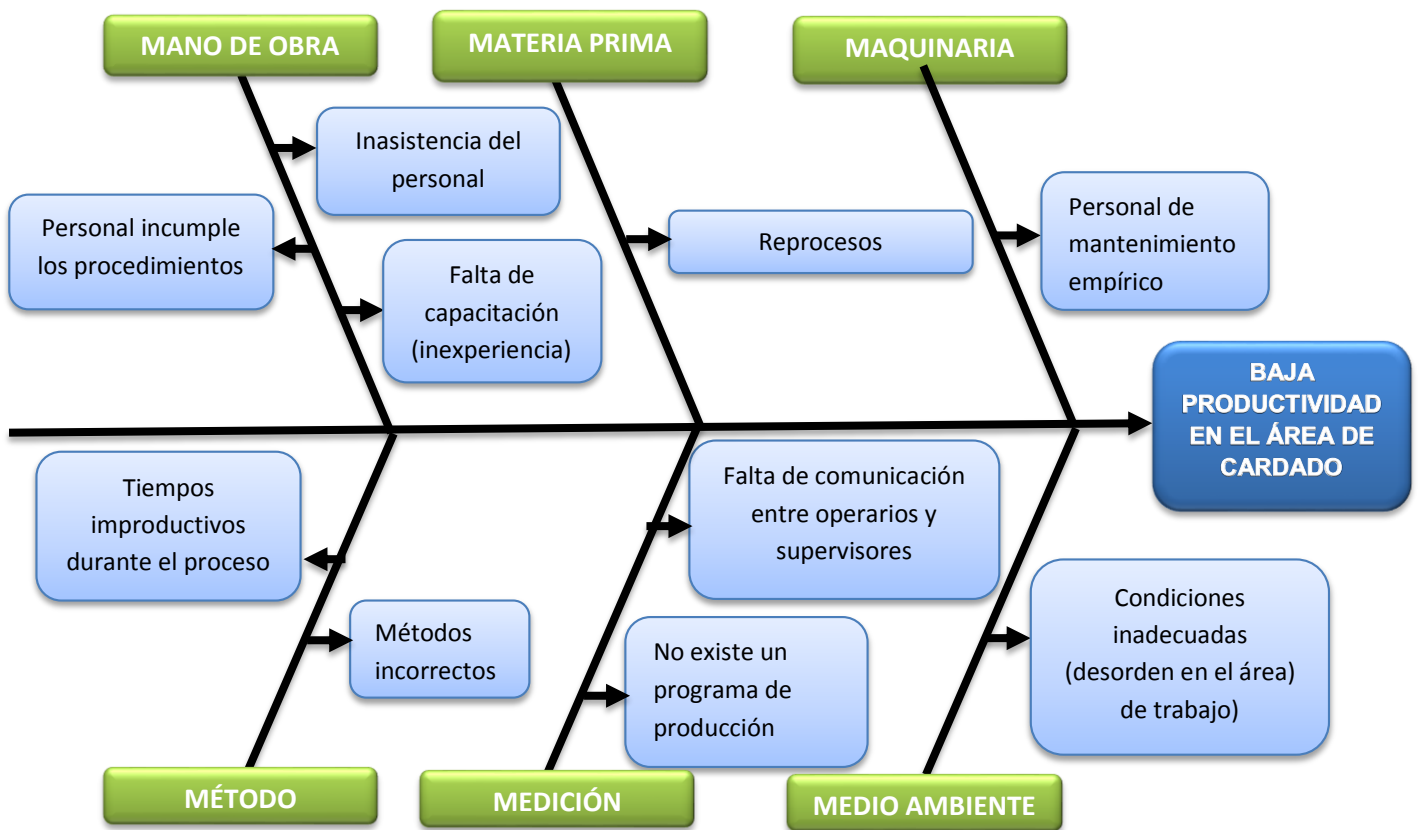 MANO DE OBRA
MATERIA PRIMA
MAQUINARIA
Inasistencia del
personal
Personal incumple
los procedimientos
Falta de
capacitación
(inexperiencia)
Reprocesos
Personal de
mantenimiento
empírico
BAJA
PRODUCTIVIDAD
EN EL ÁREA DE
CARDADO
Tiempos
improductivos
durante el proceso
Métodos
incorrectos
Falta de comunicación
entre operarios y
supervisores
No existe un
programa de
producción
Condiciones
inadecuadas
(desorden en el área)
de trabajo)
MÉTODO
MEDICIÓN
MEDIO AMBIENTE